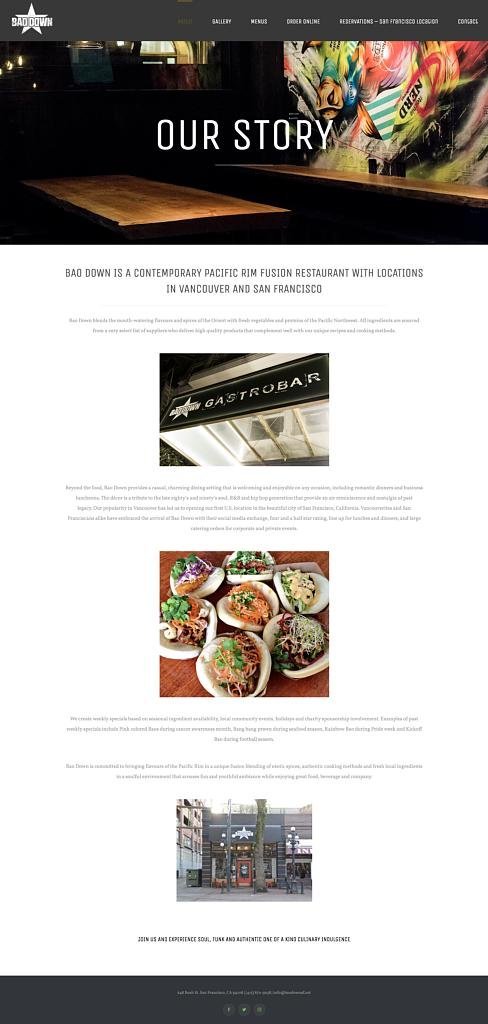 BAO DOWN
ABOUT
GALLERY
MENUS
ORDER ONLINE
RESERVATIONS – San Francisco Location
Contact
OUR STORY
NERD
BAO DOWN IS A CONTEMPORARY PACIFIC RIM FUSION RESTAURANT WITH LOCATIONS
IN VANCOUVER AND SAN FRANCISCO
Bao Down blends the mouth-watering flavours and spices of the Orient with fresh vegetables and proteins of the Pacific Northwest. All ingredients are sourced
from a very select list of suppliers who deliver high quality products that complement well with our unique recipes and cooking methods.
BAO DOWN GASTROBAR
Beyond the food, Bao Down provides a casual, charming dining setting that is welcoming and enjoyable on any occasion, including romantic dinners and business
luncheons. The décor is a tribute to the late eighty's and ninety's soul, R&B and hip hop generation that provide an air reminiscence and nostalgia of past
legacy. Our popularity in Vancouver has led us to opening our first U.S. location in the beautiful city of San Francisco, California. Vancouverites and San
Franciscans alike have embraced the arrival of Bao Down with their social media exchange, four and a half star rating, line up for lunches and dinners, and large
catering orders for corporate and private events.
We create weekly specials based on seasonal ingredient availability, local community events, holidays and charity sponsorship involvement. Examples of past
weekly specials include Pink colored Baos during cancer awareness month, Bang bang prawn during seafood season, Rainbow Bao during Pride week and Kickoff
Bao during football season.
Bao Down is committed to bringing flavours of the Pacific Rim in a unique fusion blending of exotic spices, authentic cooking methods and fresh local ingredients
in a soulful environment that arouses fun and youthful ambiance while enjoying great food, beverage and company.
JOIN US AND EXPERIENCE SOUL, FUNK AND AUTHENTIC ONE OF A KIND CULINARY INDULGENCE